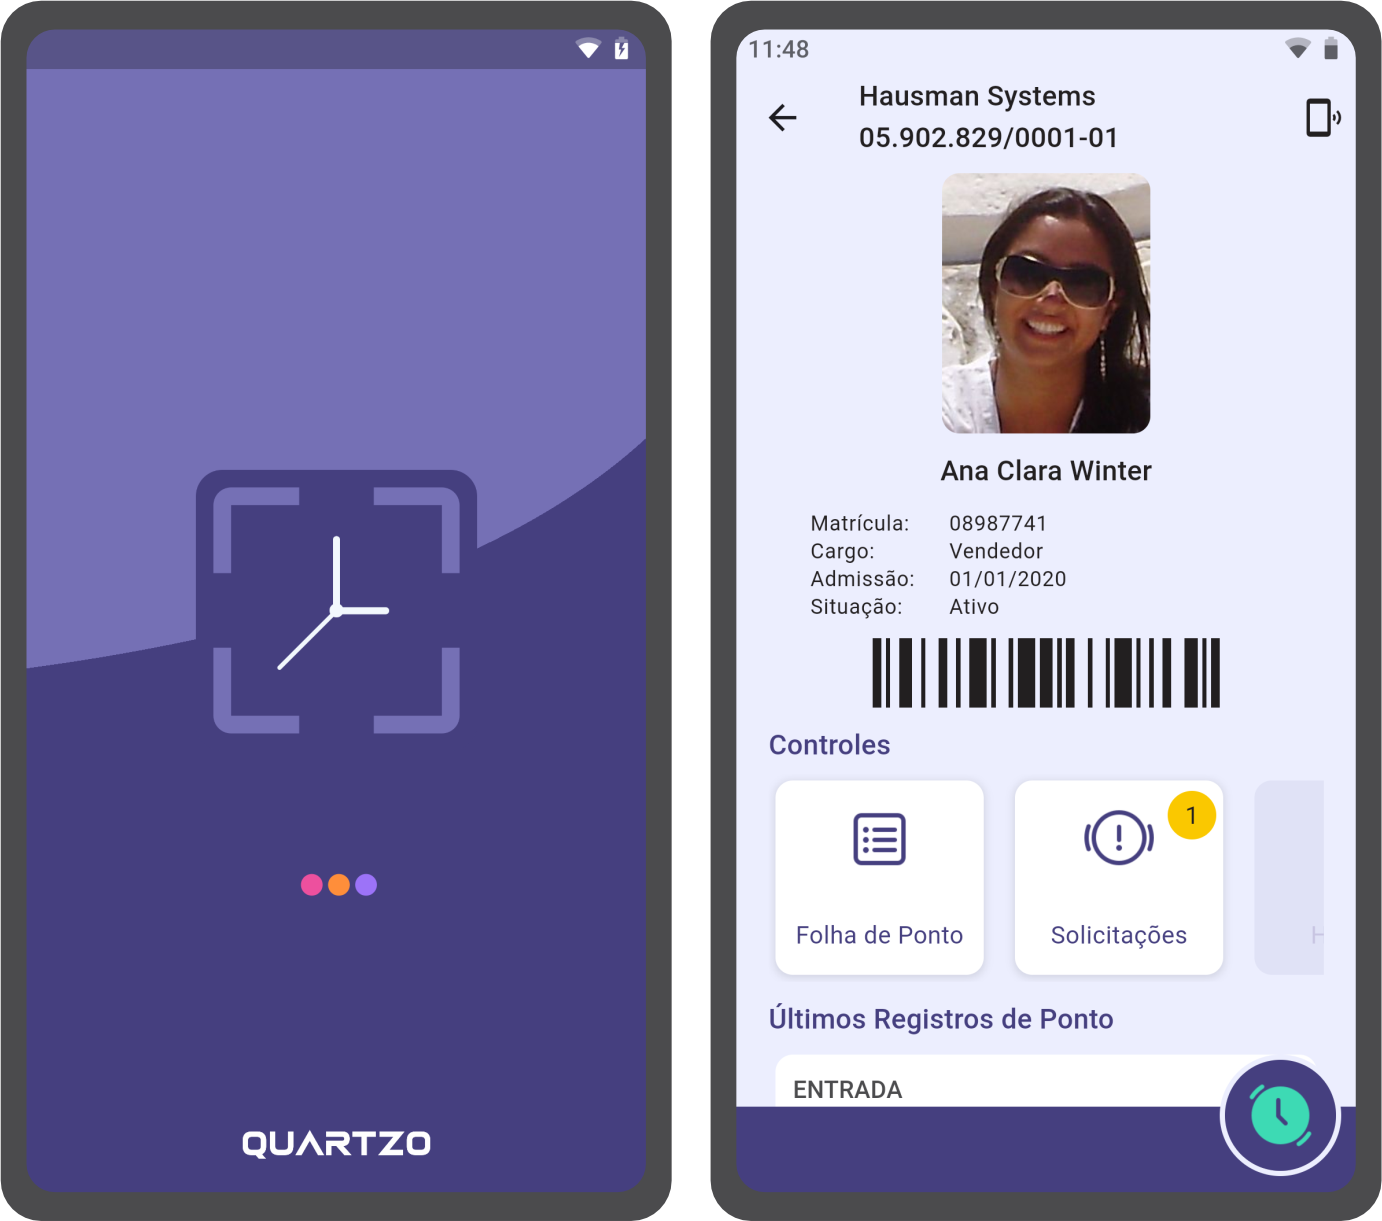 QUARTZO
11:48
Hausman Systems
05.902.829/0001-01
Ana Clara Winter
Matrícula: 08987741
Cargo: Vendedor
Admissão: 01/01/2020
Situação: Ativo
Controles
1
Folha de Ponto
Solicitações
H
Últimos Registros de Ponto
ENTRADA